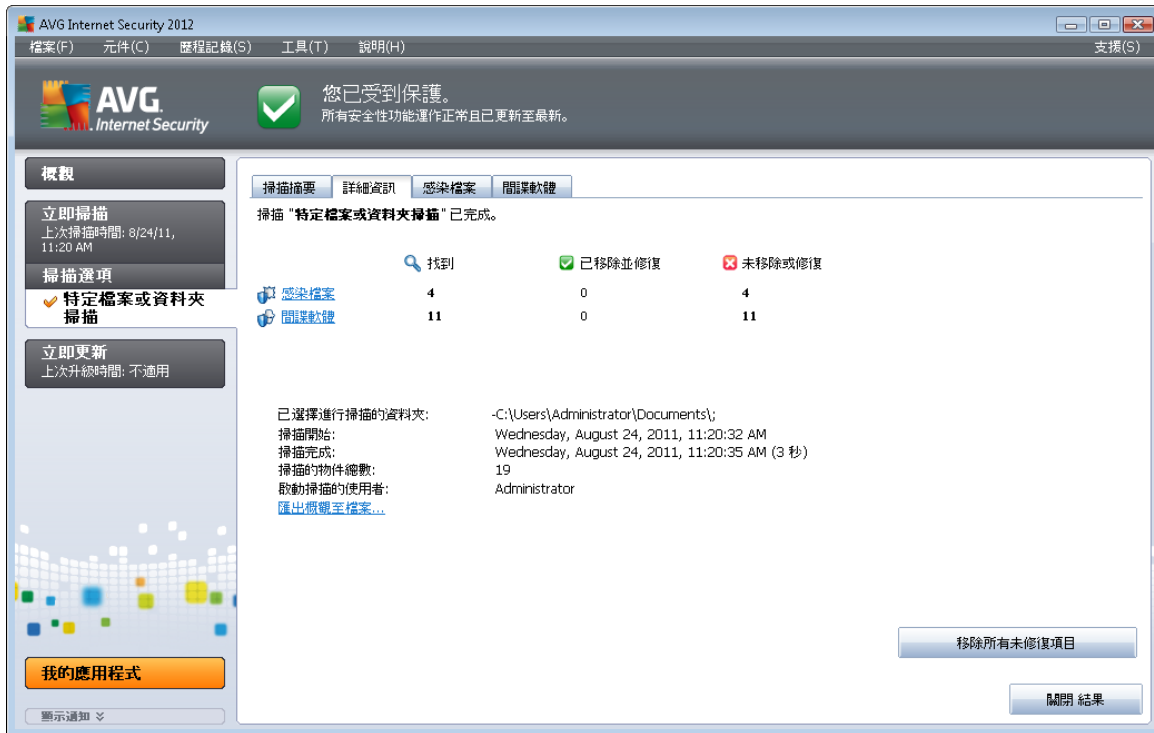 AVG Internet Security 2012
檔案(F) 元件(C) 歷程記錄(S) 工具(T) 說明(H) 支援(S)
AVG.
Internet Security
您已受到保護。
所有安全性功能運作正常且已更新至最新。
概觀
立即掃描
上次掃描時間: 8/24/11,
11:20 AM
掃描選項
特定檔案或資料夾
掃描
立即更新
上次升級時間: 不適用
我的應用程式
顯示通知
掃描摘要 詳細資訊 感染檔案 間諜軟體
掃描 "特定檔案或資料夾掃描" 已完成。
找到 已移除並修復 未移除或修復
感染檔案 4 0 4
間諜軟體 11 0 11
已選擇進行掃描的資料夾: -C:\Users\Administrator\Documents\;
掃描開始: Wednesday, August 24, 2011, 11:20:32 AM
掃描完成: Wednesday, August 24, 2011, 11:20:35 AM (3 秒)
掃描的物件總數: 19
啟動掃描的使用者: Administrator
匯出概觀至檔案...
移除所有未修復項目
關閉 結果